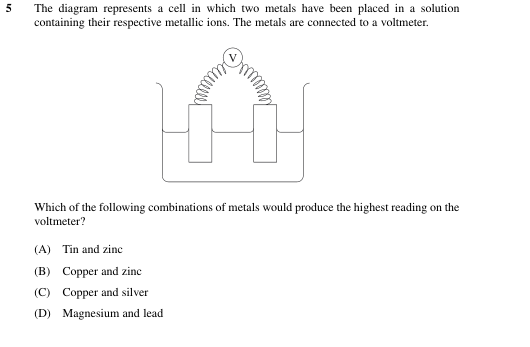 5 The diagram represents a cell in which two metals have been placed in a solution
containing their respective metallic ions. The metals are connected to a voltmeter.
V
Which of the following combinations of metals would produce the highest reading on the
voltmeter?
(A) Tin and zinc
(B) Copper and zinc
(C) Copper and silver
(D) Magnesium and lead